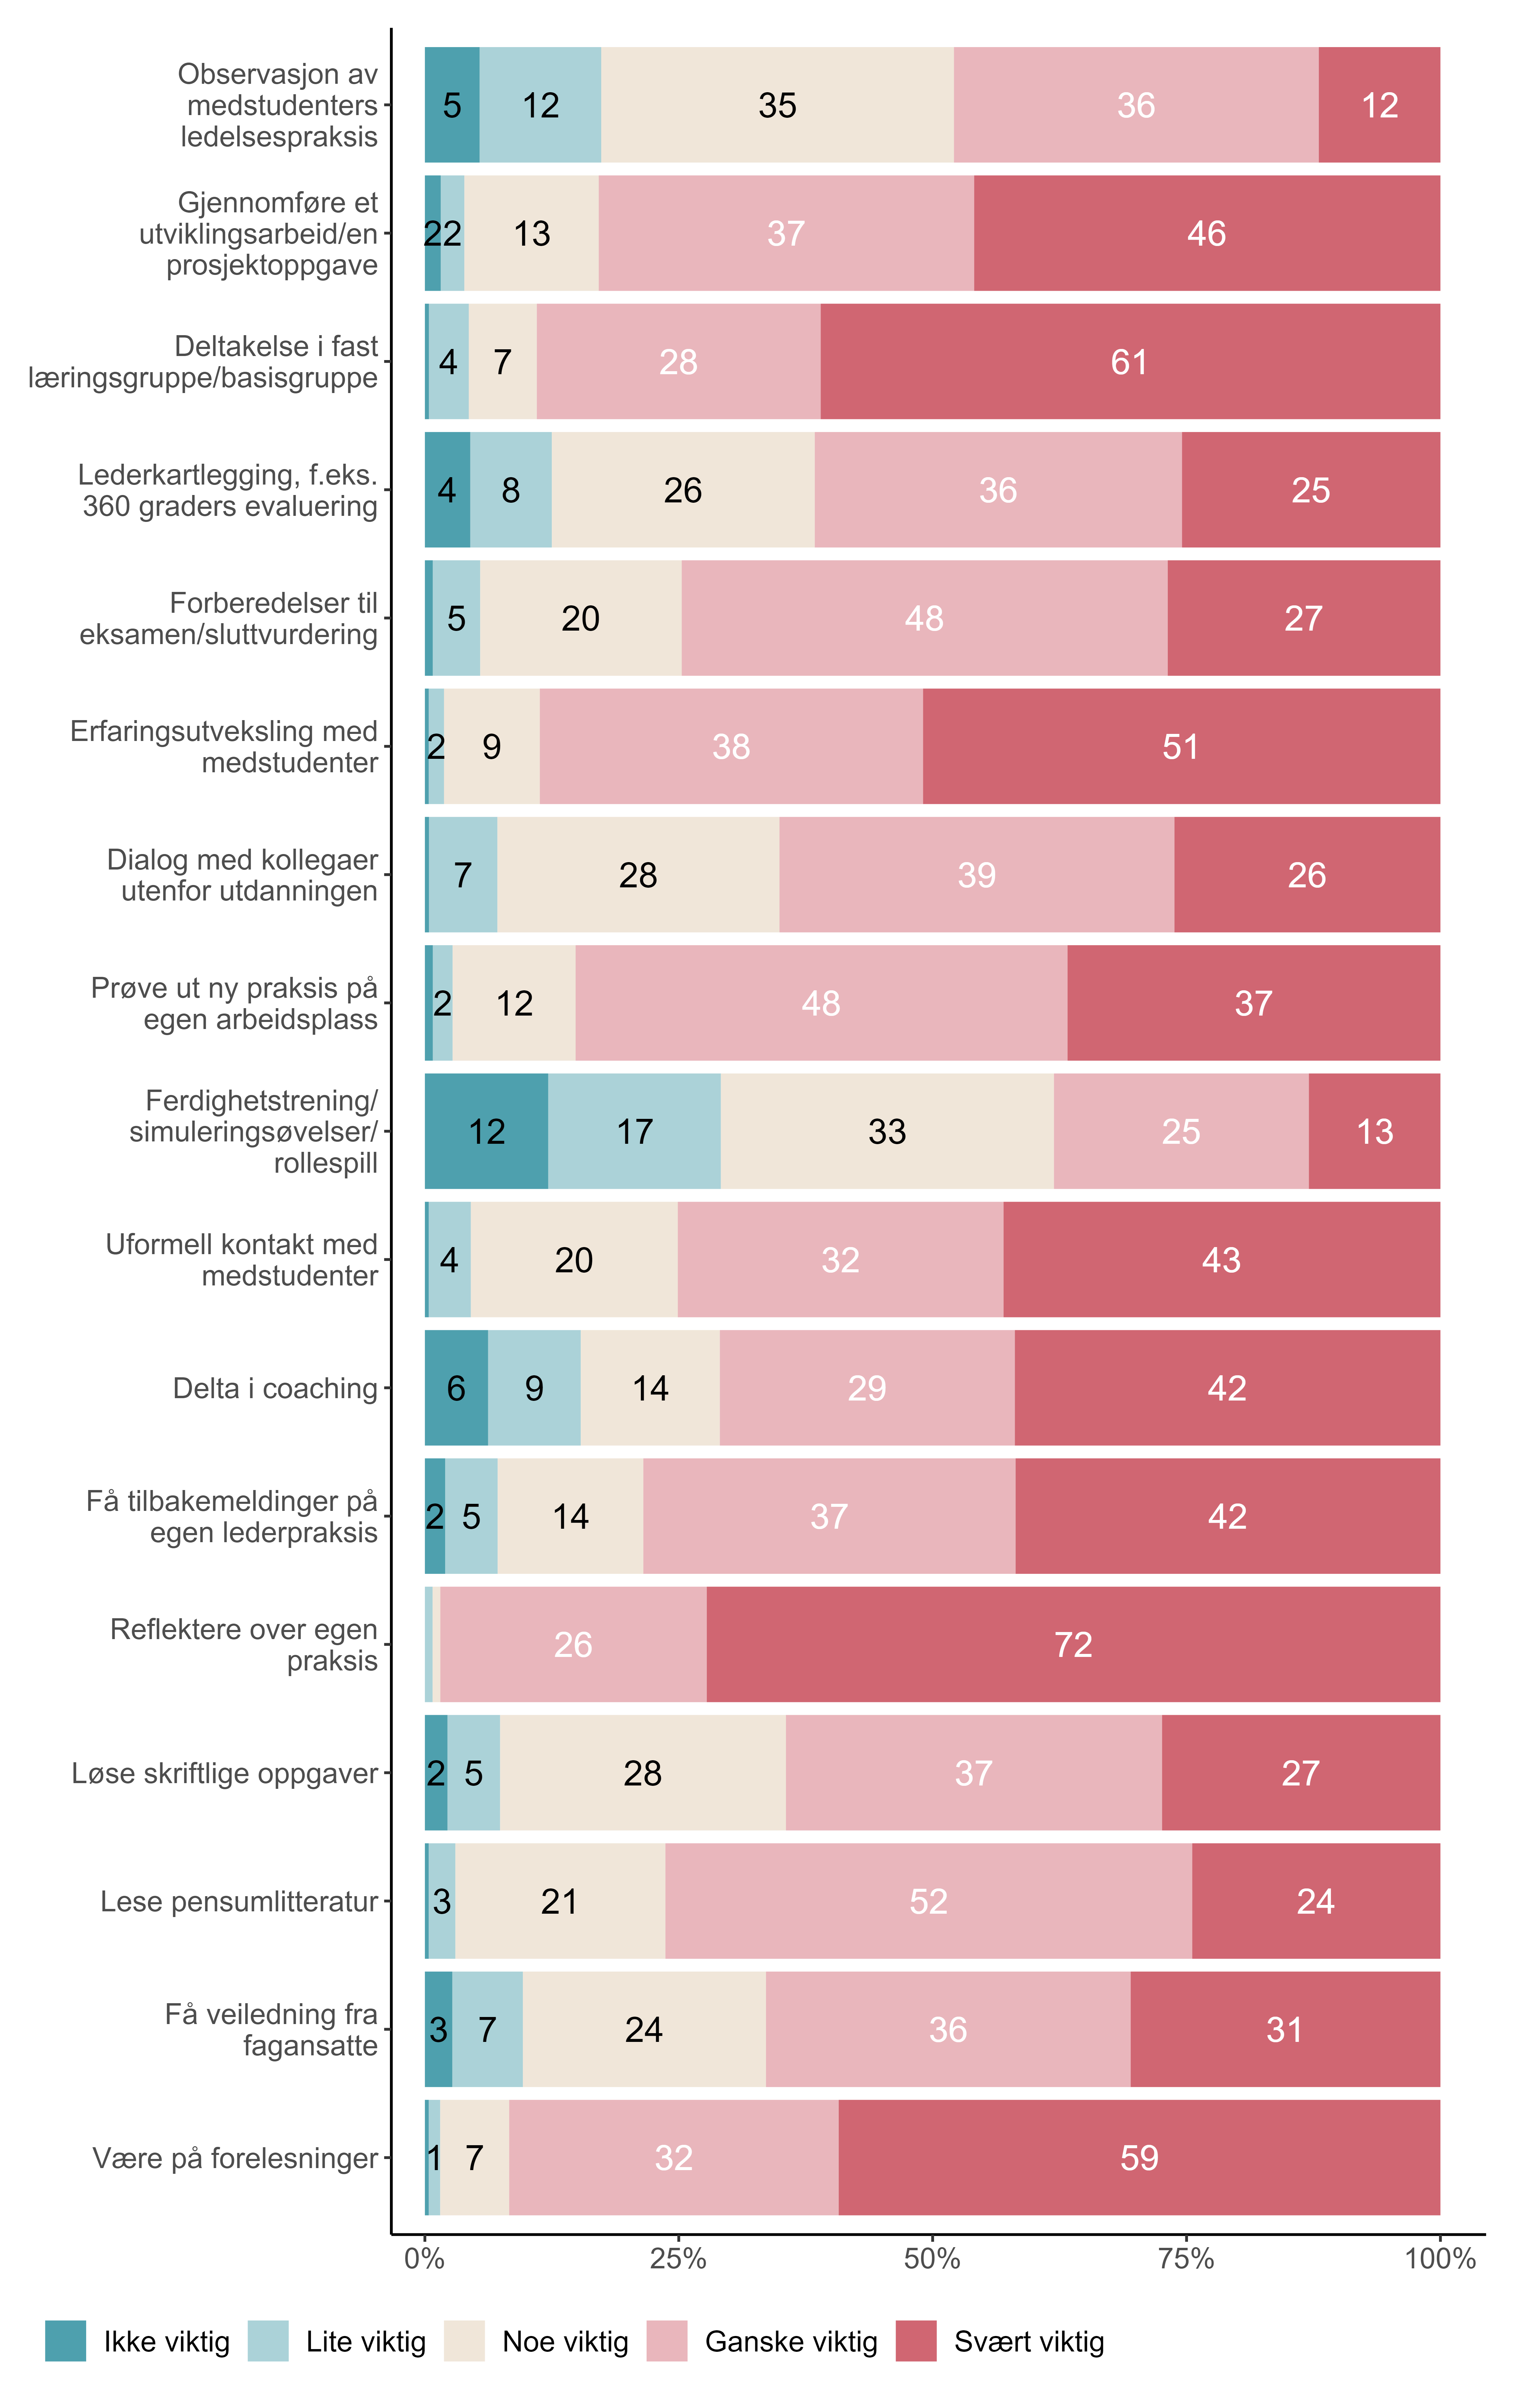 Observasjon av
medstudenters
ledelsespraksis
5 12 35 36 12
Gjennomføre et
utviklingsarbeid/en
prosjektoppgave
2 2 13 37 46
Deltakelse i fast
læringsgruppe/basisgruppe
4 7 28 61
Lederkartlegging, f.eks.
360 graders evaluering
4 8 26 36 25
Forberedelser til
eksamen/sluttvurdering
5 20 48 27
Erfaringsutveksling med
medstudenter
2 9 38 51
Dialog med kollegaer
utenfor utdanningen
7 28 39 26
Prøve ut ny praksis på
egen arbeidsplass
2 12 48 37
Ferdighetstrening/
simuleringsøvelser/
rollespill
12 17 33 25 13
Uformell kontakt med
medstudenter
4 20 32 43
Delta i coaching
6 9 14 29 42
Få tilbakemeldinger på
egen lederpraksis
2 5 14 37 42
Reflektere over egen
praksis
26 72
Løse skriftlige oppgaver
2 5 28 37 27
Lese pensumlitteratur
3 21 52 24
Få veiledning fra
fagansatte
3 7 24 36 31
Være på forelesninger
1 7 32 59
0% 25% 50% 75% 100%
Ikke viktig Lite viktig Noe viktig Ganske viktig Svært viktig